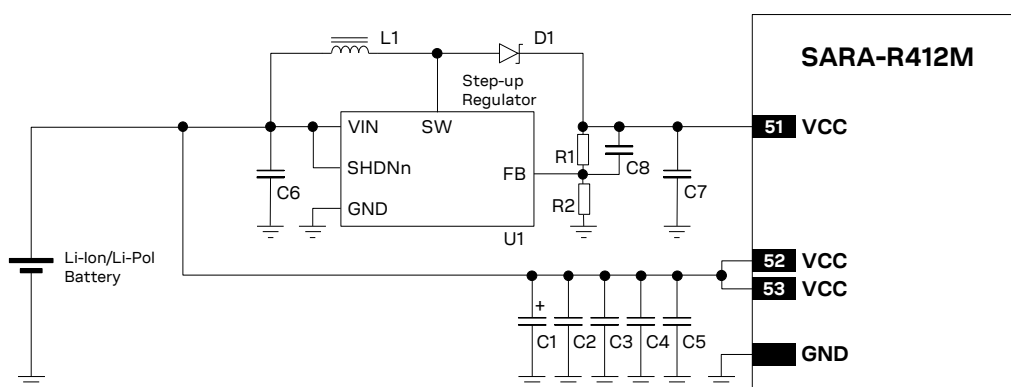 L1
D1
SARA-R412M
Step-up
Regulator
VIN
SW
51 VCC
R1
C8
SHDNn
FB
C6
C7
R2
GND
U1
Li-Ion/Li-Pol
Battery
52 VCC
53 VCC
+
C1
C2
C3
C4
C5
GND